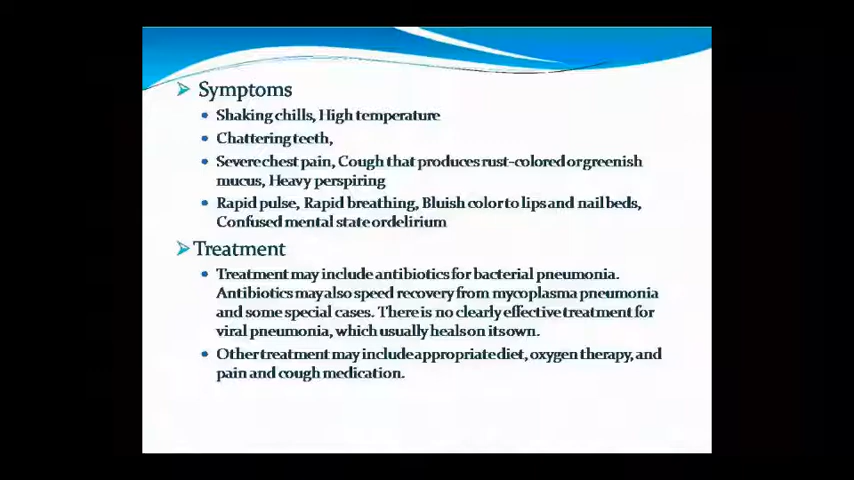 Symptoms
Shaking chills, High temperature
Chattering teeth,
Severe chest pain, Cough that produces rust-colored or greenish
mucus, Heavy perspiring
Rapid pulse, Rapid breathing, Bluish color to lips and nail beds,
Confused mental state or delirium
Treatment
Treatment may include antibiotics for bacterial pneumonia.
Antibiotics may also speed recovery from mycoplasma pneumonia
and some special cases. There is no clearly effective treatment for
viral pneumonia, which usually heals on its own.
Other treatment may include appropriate diet, oxygen therapy, and
pain and cough medication.